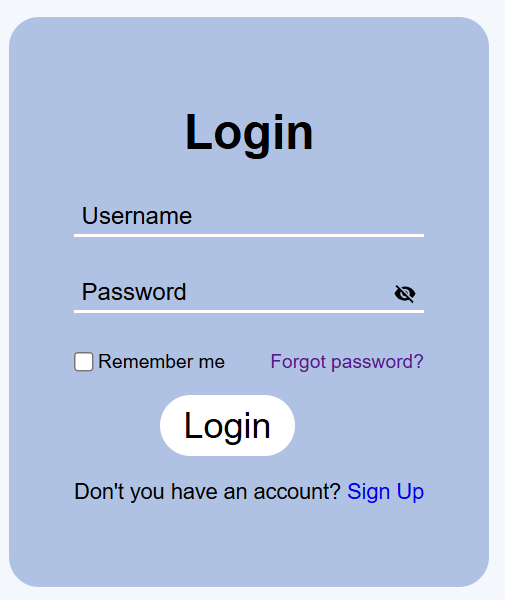 Login
Username
Password
Remember me Forgot password?
Login
Don't you have an account? Sign Up